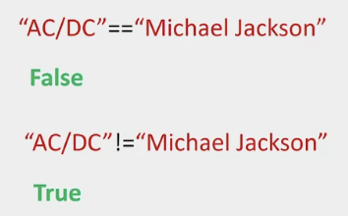 “AC/DC”==“Michael Jackson”
False
“AC/DC”!=“Michael Jackson”
True